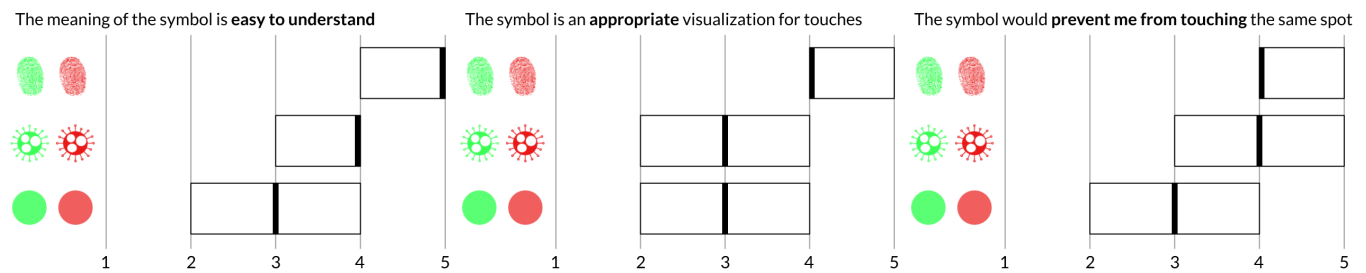 The meaning of the symbol is easy to understand
The symbol is an appropriate visualization for touches
The symbol would prevent me from touching the same spot
1 2 3 4 5
1 2 3 4 5
1 2 3 4 5